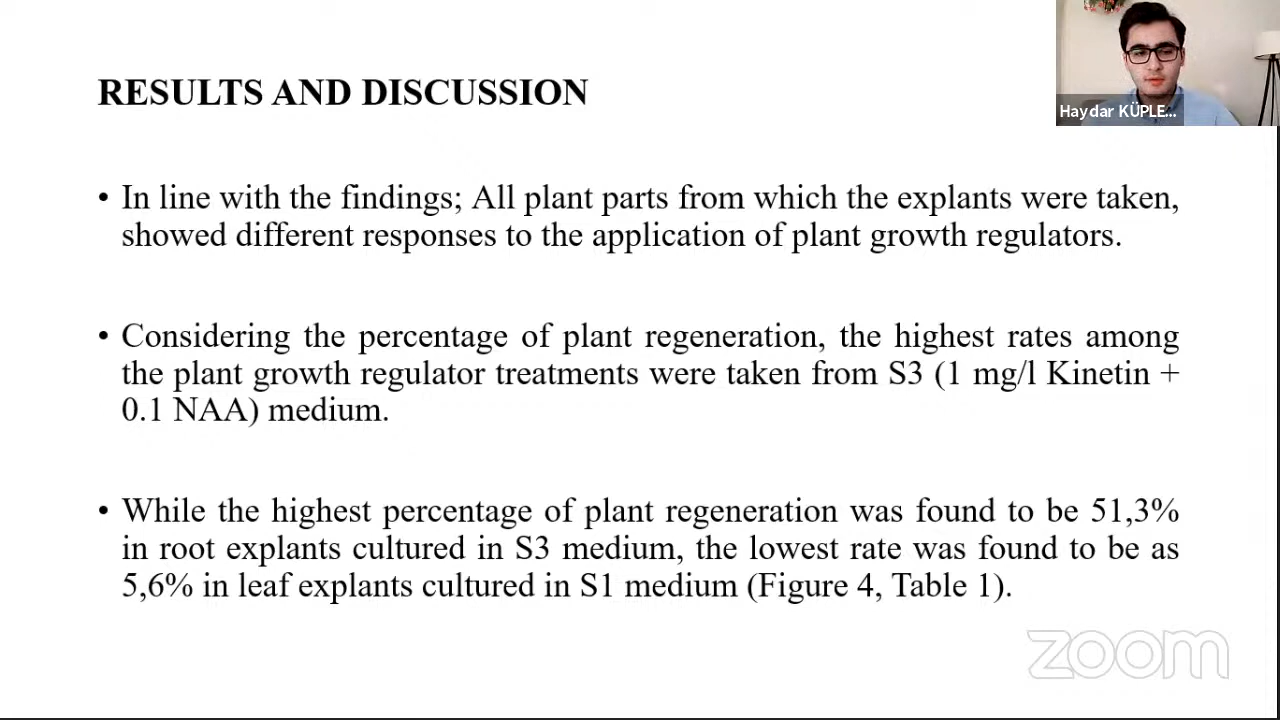 RESULTS AND DISCUSSION
Haydar KÜPLE...
• In line with the findings; All plant parts from which the explants were taken,
showed different responses to the application of plant growth regulators.
• Considering the percentage of plant regeneration, the highest rates among
the plant growth regulator treatments were taken from S3 (1 mg/l Kinetin +
0.1 NAA) medium.
• While the highest percentage of plant regeneration was found to be 51,3%
in root explants cultured in S3 medium, the lowest rate was found to be as
5,6% in leaf explants cultured in S1 medium (Figure 4, Table 1).
zoom